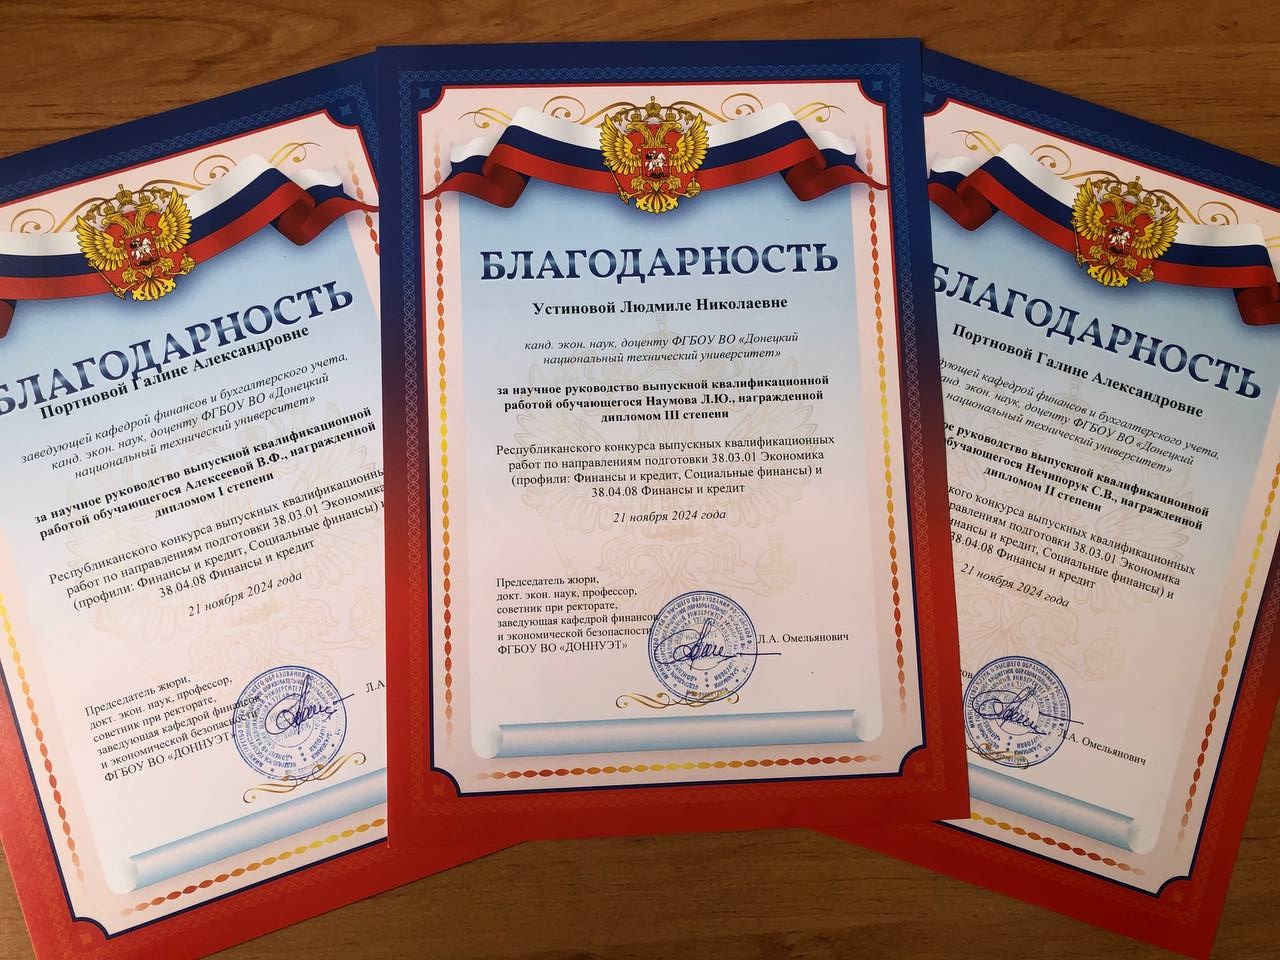 БЛАГОДАРНОСТЬ
Портновой Галине Александровне
заведующей кафедрой финансов и бухгалтерского учета,
канд. экон. наук, доценту ФГБОУ ВО «Донецкий
национальный технический университет»
за научное руководство выпускной квалификационной
работой обучающегося Алексеевой В.Ф., награжденной
дипломом I степени
Республиканского конкурса выпускных квалификационных
работ по направлениям подготовки 38.03.01 Экономика
(профили: Финансы и кредит, Социальные финансы) и
38.04.08 Финансы и кредит
21 ноября 2024 года
Председатель жюри,
докт. экон. наук, профессор,
советник при ректорате,
заведующая кафедрой финансов
и экономической безопасности
ФГБОУ ВО «ДОННУЭТ»
Л.А.
БЛАГОДАРНОСТЬ
Устиновой Людмиле Николаевне
канд. экон. наук, доценту ФГБОУ ВО «Донецкий
национальный технический университет»
за научное руководство выпускной квалификационной
работой обучающегося Наумова Л.Ю., награжденной
дипломом III степени
Республиканского конкурса выпускных квалификационных
работ по направлениям подготовки 38.03.01 Экономика
(профили: Финансы и кредит, Социальные финансы) и
38.04.08 Финансы и кредит
21 ноября 2024 года
Председатель жюри,
докт. экон. наук, профессор,
советник при ректорате,
заведующая кафедрой финансов
и экономической безопасности
ФГБОУ ВО «ДОННУЭТ»
Л.А. Омельянович
БЛАГОДАРНОСТЬ
Портновой Галине Александровне
кафедрой финансов и бухгалтерского учета,
канд. экон. наук, доценту ФГБОУ ВО «Донецкий
национальный технический университет»
руководство выпускной квалификационной
обучающегося Нечипорук С.В., награжденной
дипломом II степени
конкурса выпускных квалификационных
направлениям подготовки 38.03.01 Экономика
Финансы и кредит, Социальные финансы) и
38.04.08 Финансы и кредит
21 ноября 2024 года
Л.А. Омельянович